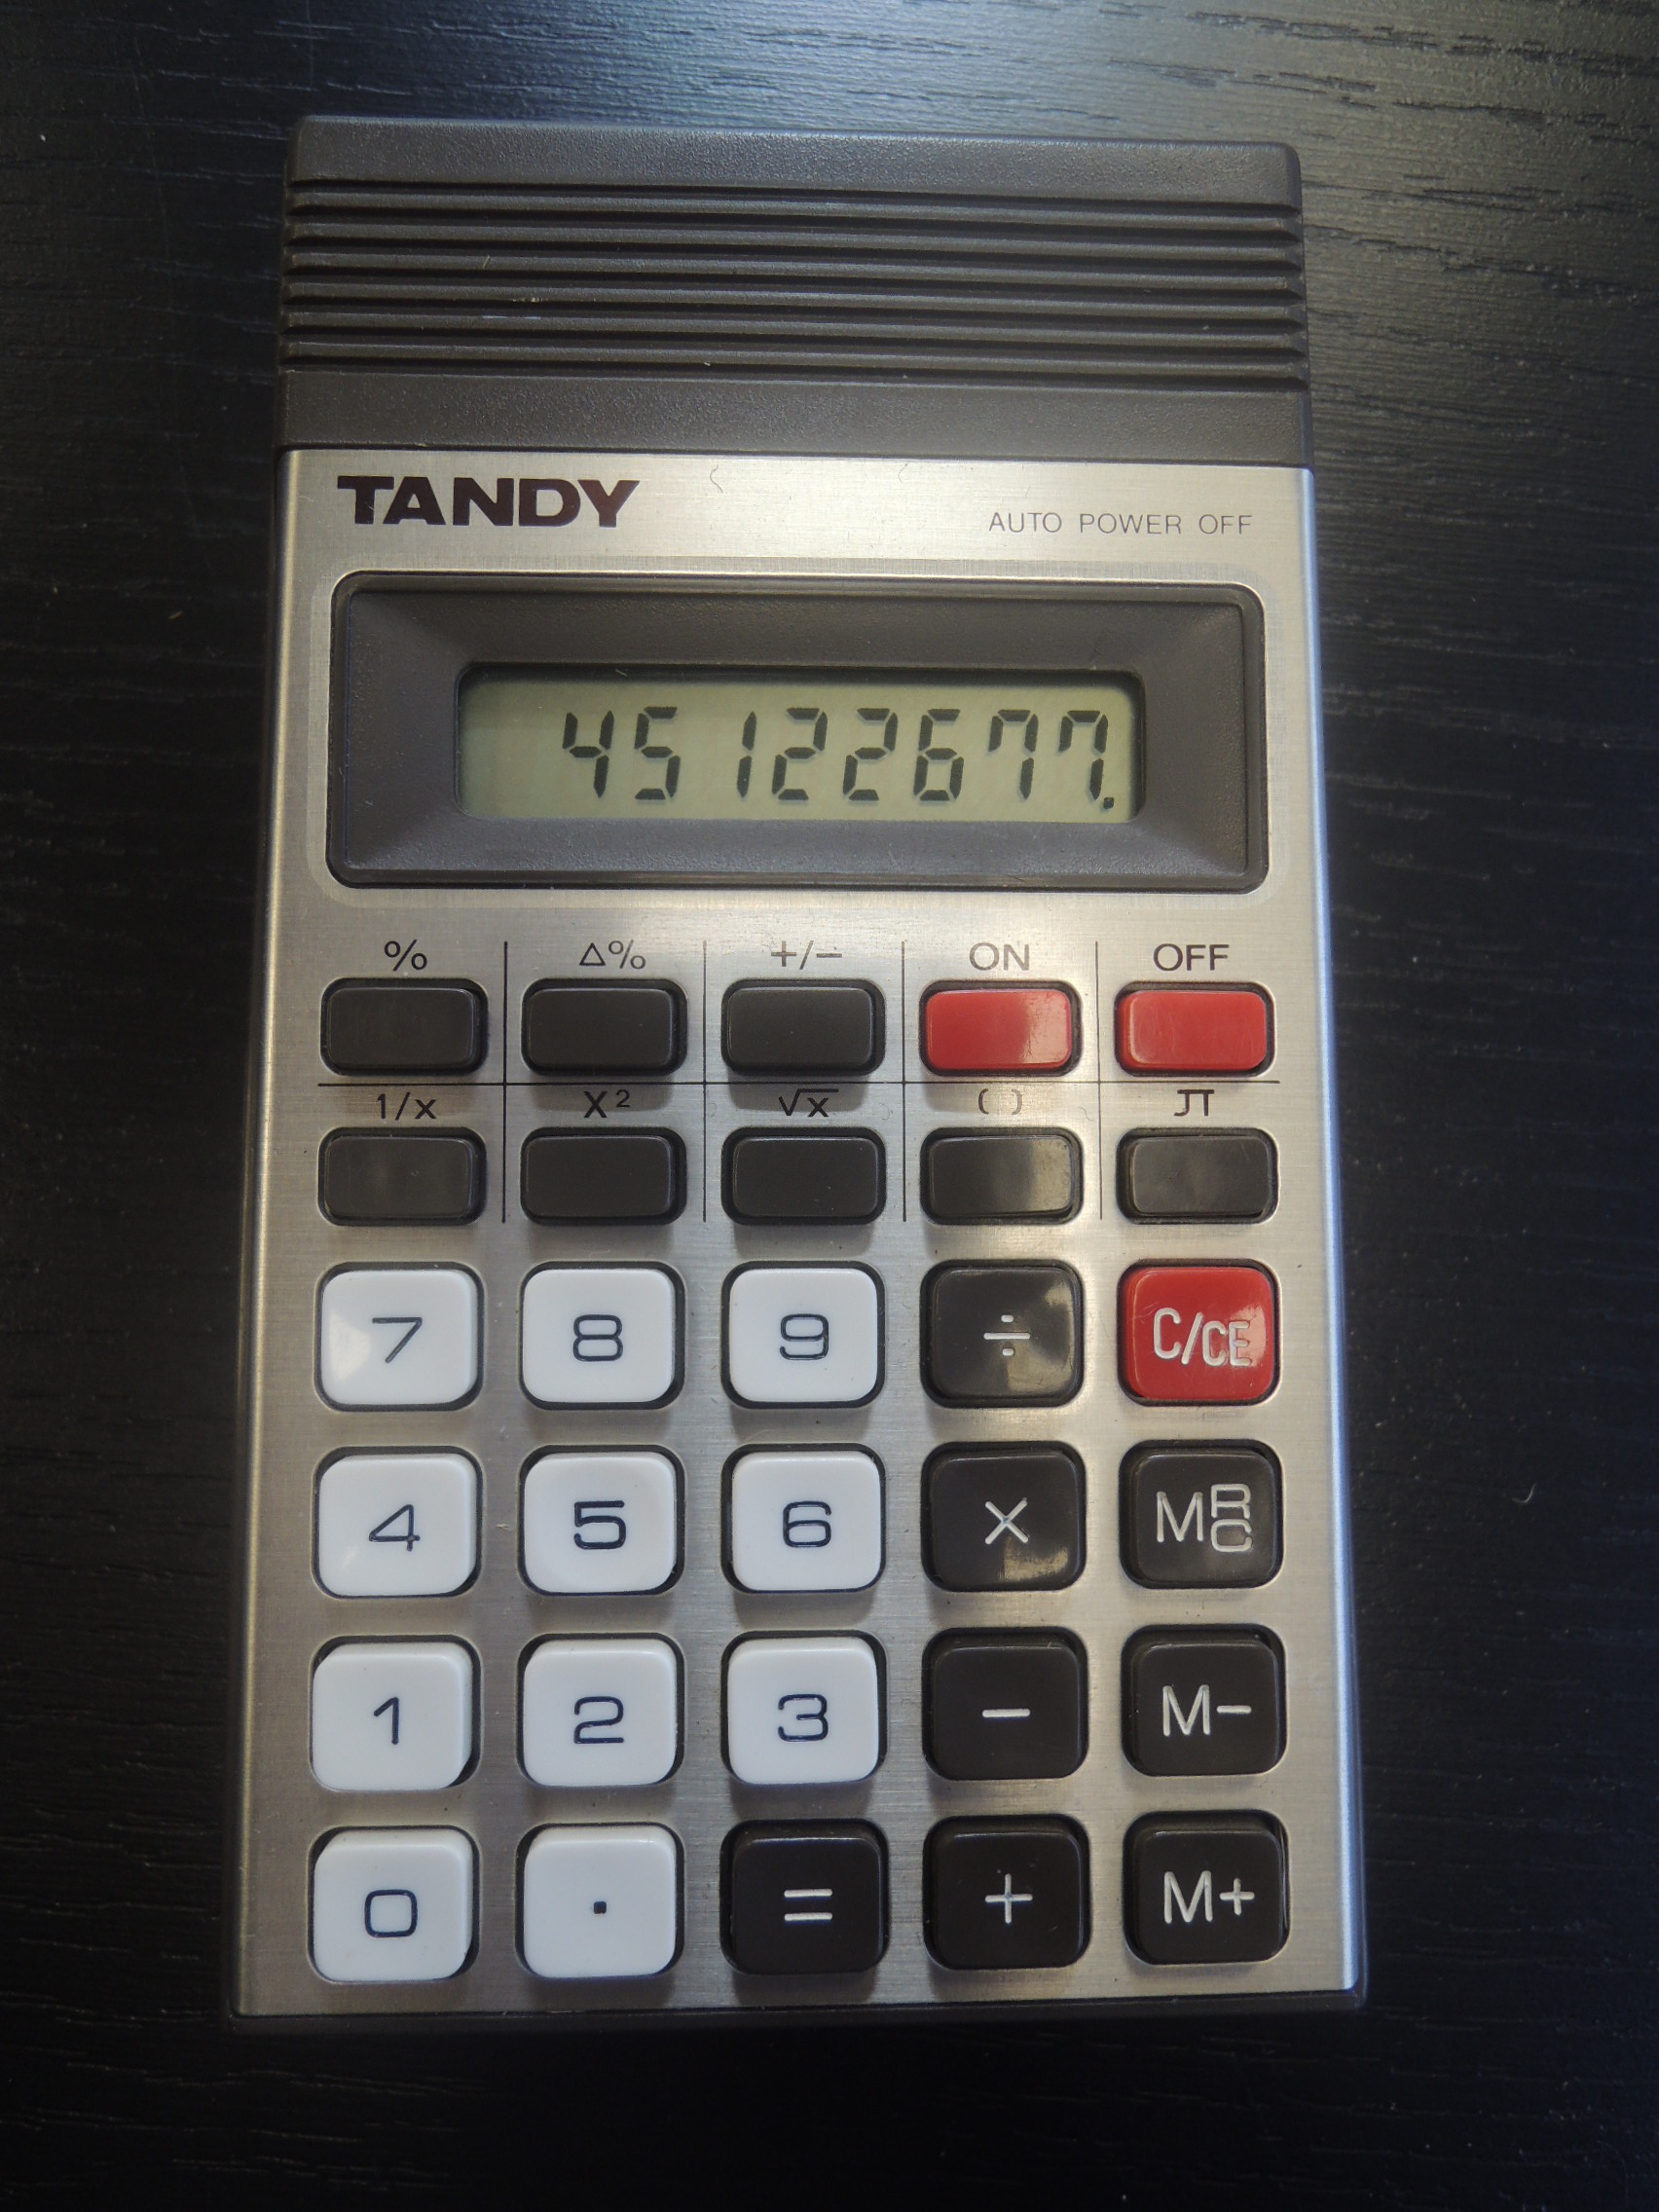 TANDY
AUTO POWER OFF
45122677.
% Δ% +/− ON OFF
1/x X² √x ( ) π
7 8 9 ÷ C/CE
4 5 6 × MRC
1 2 3 − M−
0 . = + M+